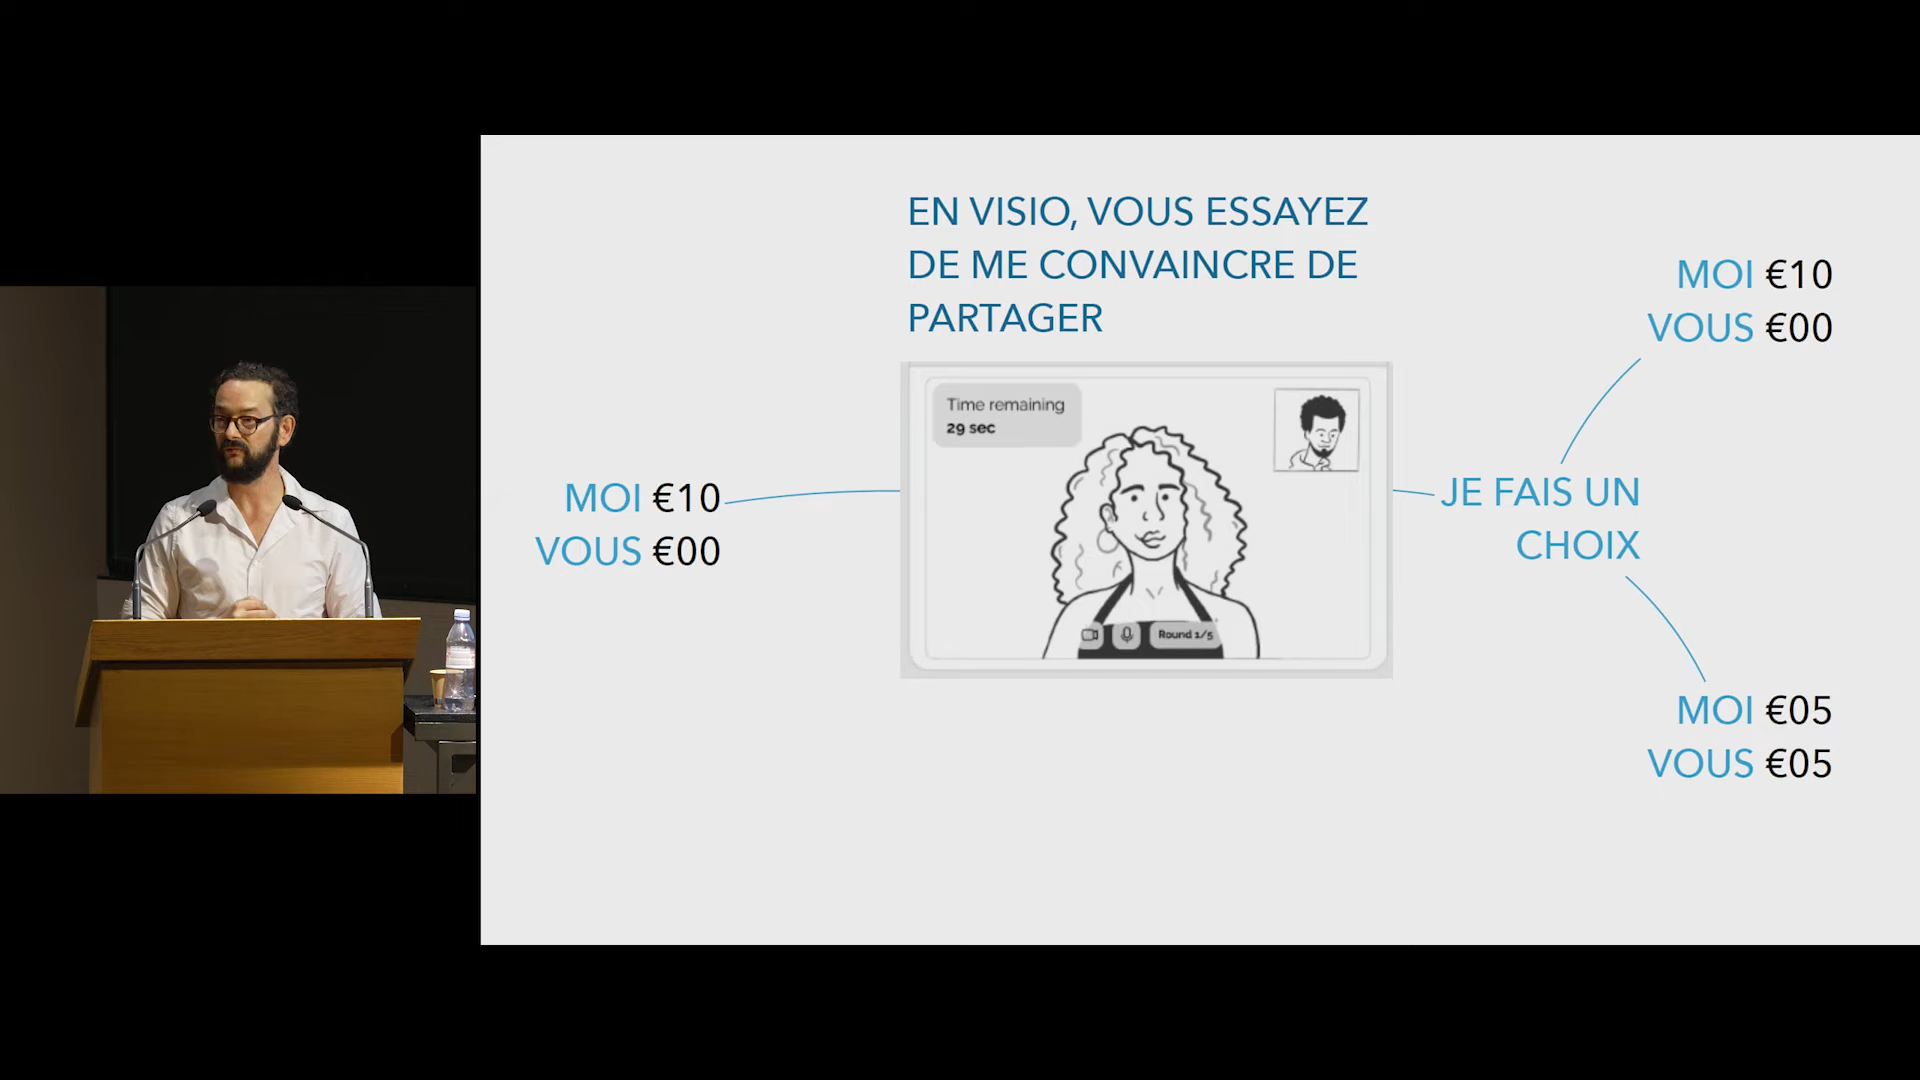 EN VISIO, VOUS ESSAYEZ
DE ME CONVAINCRE DE
PARTAGER
MOI €10
VOUS €00
Time remaining
29 sec
Round 1/5
JE FAIS UN
CHOIX
MOI €10
VOUS €00
MOI €05
VOUS €05